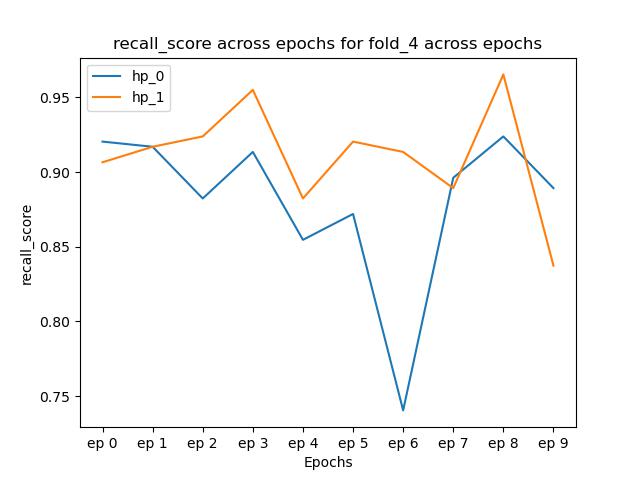 recall_score across epochs for fold_4 across epochs
hp_0
hp_1
recall_score
0.95
0.90
0.85
0.80
0.75
ep 0 ep 1 ep 2 ep 3 ep 4 ep 5 ep 6 ep 7 ep 8 ep 9
Epochs